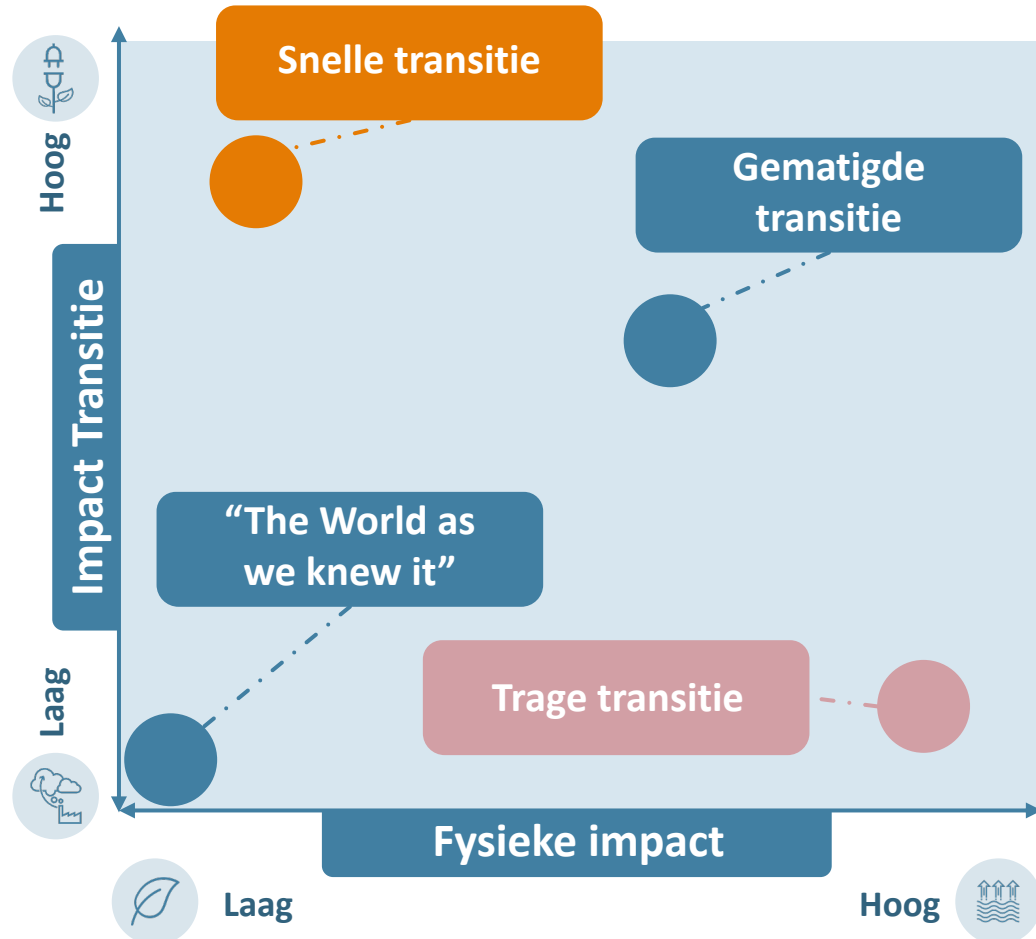 Snelle transitie
Hoog
Gematigde
transitie
Impact Transitie
“The World as
we knew it”
Laag
Trage transitie
Fysieke impact
Laag
Hoog